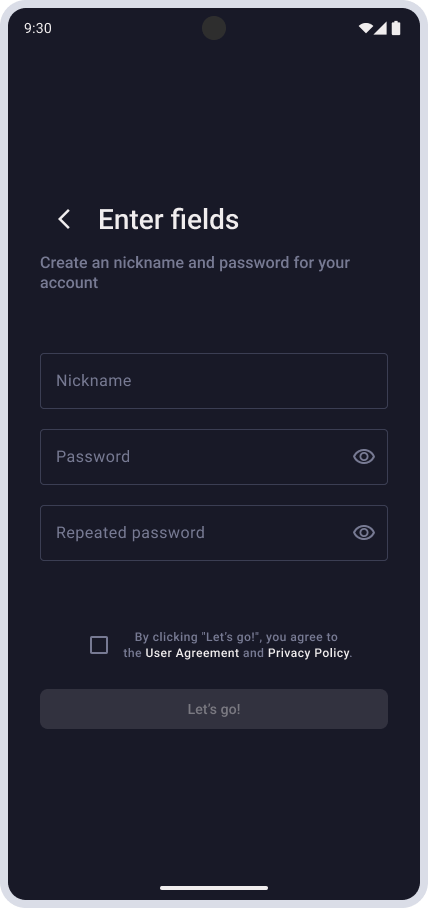 9:30
Enter fields
Create an nickname and password for your
account
Nickname
Password
Repeated password
By clicking "Let's go!", you agree to
the User Agreement and Privacy Policy.
Let's go!